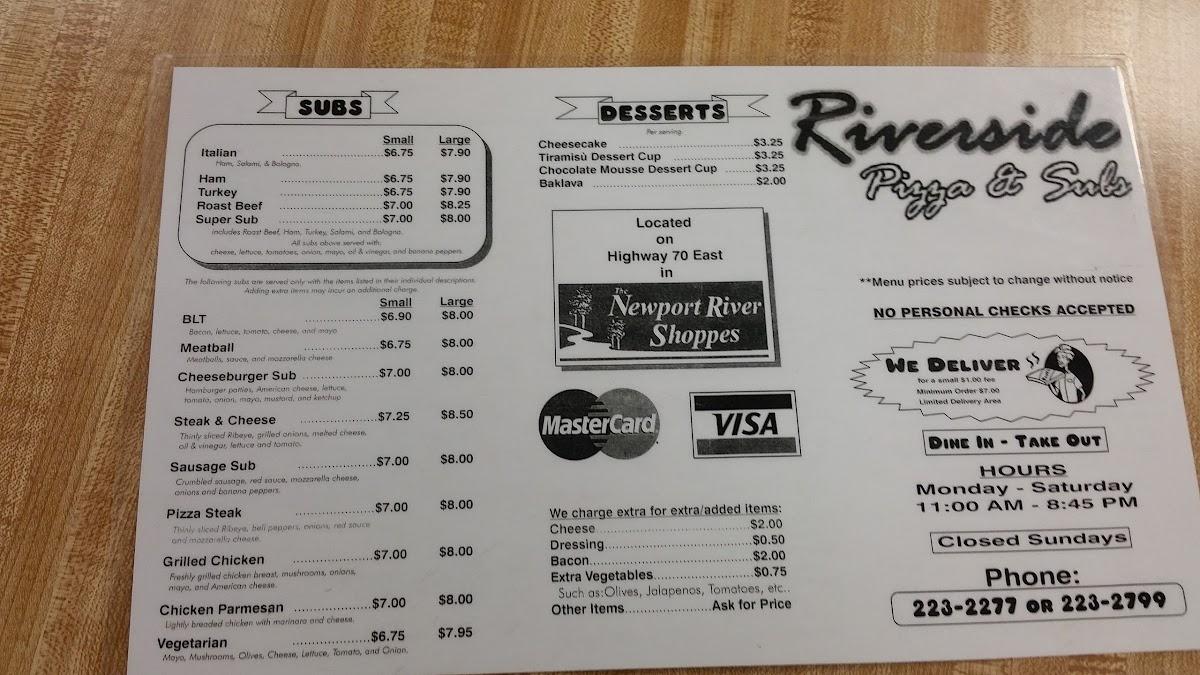 SUBS
Small Large
Italian $6.75 $7.90
Ham, Salami, & Bologna.
Ham $6.75 $7.90
Turkey $6.75 $7.90
Roast Beef $7.00 $8.25
Super Sub $7.00 $8.00
includes Roast Beef, Ham, Turkey, Salami, and Bologna.
All subs above served with:
cheese, lettuce, tomatoes, onion, mayo, oil & vinegar, and banana peppers.
The following subs are served only with the items listed in their individual descriptions.
Adding extra items may incur an additional charge.
Small Large
BLT $6.90 $8.00
Bacon, lettuce, tomato, cheese, and mayo
Meatball $6.75 $8.00
Meatballs, sauce, and mozzarella cheese
Cheeseburger Sub $7.00 $8.00
Hamburger patties, American cheese, lettuce,
tomato, onion, mayo, mustard, and ketchup
Steak & Cheese $7.25 $8.50
Thinly sliced Ribeye, grilled onions, melted cheese,
oil & vinegar, lettuce and tomato.
Sausage Sub $7.00 $8.00
Crumbled sausage, red sauce, mozzarella cheese,
onions and banana peppers.
Pizza Steak $7.00 $8.00
Thinly sliced Ribeye, bell peppers, onions, red sauce
and mozzarella cheese.
Grilled Chicken $7.00 $8.00
Freshly grilled chicken breast, mushrooms, onions,
mayo, and American cheese.
Chicken Parmesan $7.00 $8.00
Lightly breaded chicken with marinara and cheese.
Vegetarian $6.75 $7.95
Mayo, Mushrooms, Olives, Cheese, Lettuce, Tomato, and Onion.
DESSERTS
Per serving.
Cheesecake $3.25
Tiramisù Dessert Cup $3.25
Chocolate Mousse Dessert Cup $3.25
Baklava $2.00
Located
on
Highway 70 East
in
The
Newport River
Shoppes
MasterCard
VISA
We charge extra for extra/added items:
Cheese $2.00
Dressing $0.50
Bacon $2.00
Extra Vegetables $0.75
Such as:Olives, Jalapenos, Tomatoes, etc..
Other Items Ask for Price
Riverside
Pizza & Subs
**Menu prices subject to change without notice
NO PERSONAL CHECKS ACCEPTED
WE DELIVER
for a small $1.00 fee
Minimum Order $7.00
Limited Delivery Area
DINE IN - TAKE OUT
HOURS
Monday - Saturday
11:00 AM - 8:45 PM
Closed Sundays
Phone:
223-2277 OR 223-2799